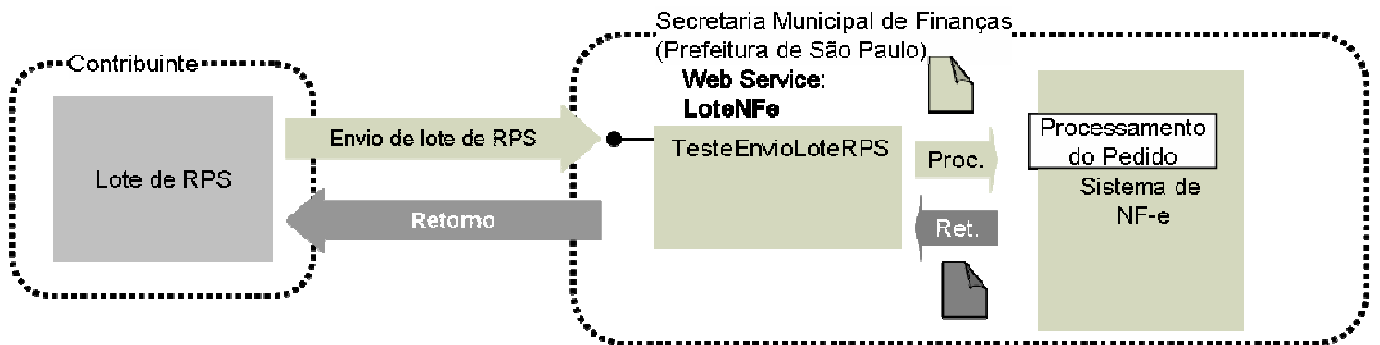 Secretaria Municipal de Finanças
(Prefeitura de São Paulo)
Contribuinte
Web Service:
LoteNFe
Lote de RPS
Envio de lote de RPS
Retorno
TesteEnvioLoteRPS
Proc.
Ret.
Processamento
do Pedido
Sistema de
NF-e